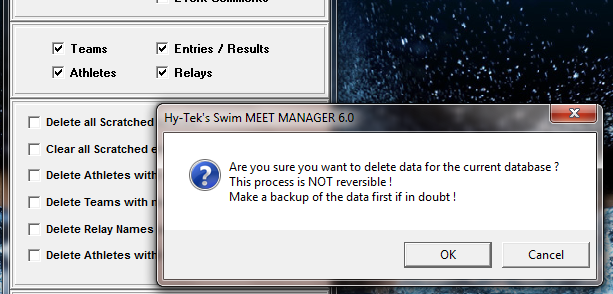 Teams
Entries / Results
Athletes
Relays
Delete all Scratched
Clear all Scratched
Delete Athletes with
Delete Teams with
Delete Relay Names
Delete Athletes with
Hy-Tek's Swim MEET MANAGER 6.0
Are you sure you want to delete data for the current database ?
This process is NOT reversible !
Make a backup of the data first if in doubt !
OK
Cancel